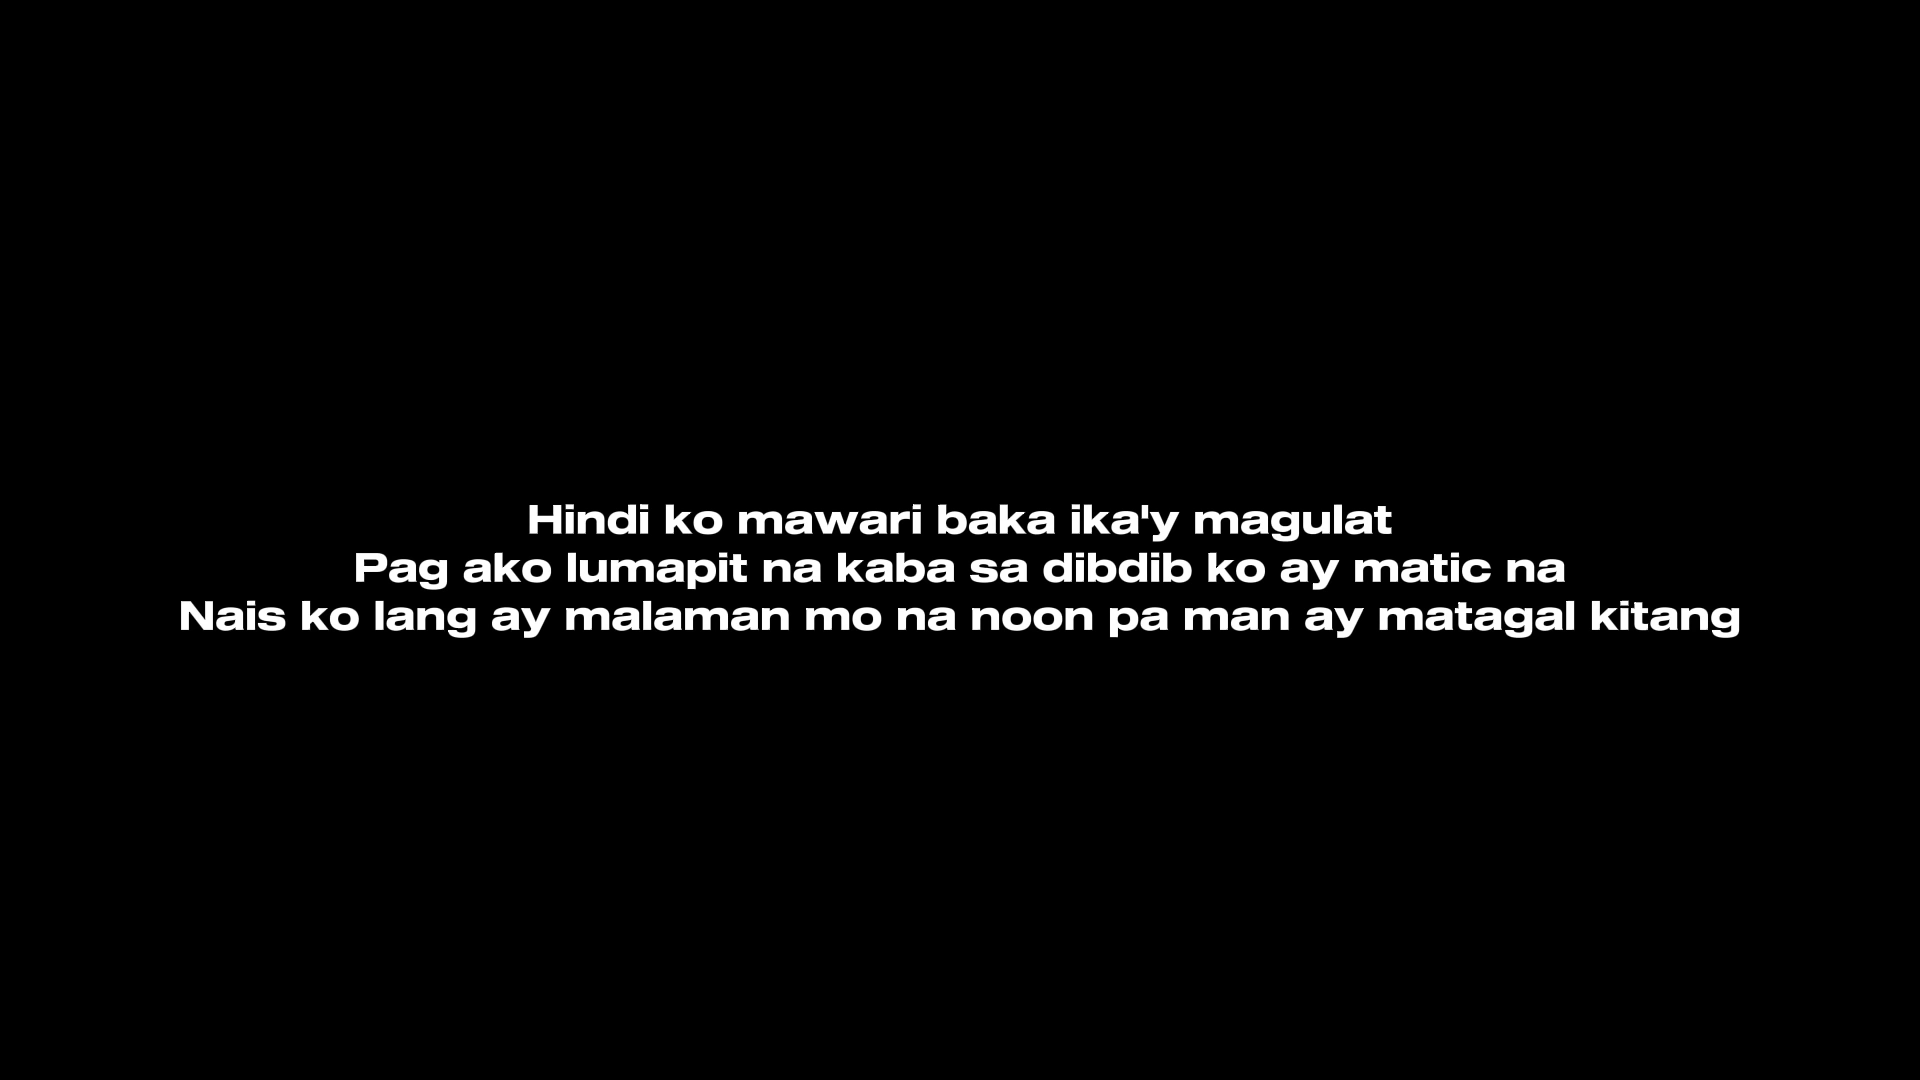 Hindi ko mawari baka ika'y magulat
Pag ako lumapit na kaba sa dibdib ko ay matic na
Nais ko lang ay malaman mo na noon pa man ay matagal kitang